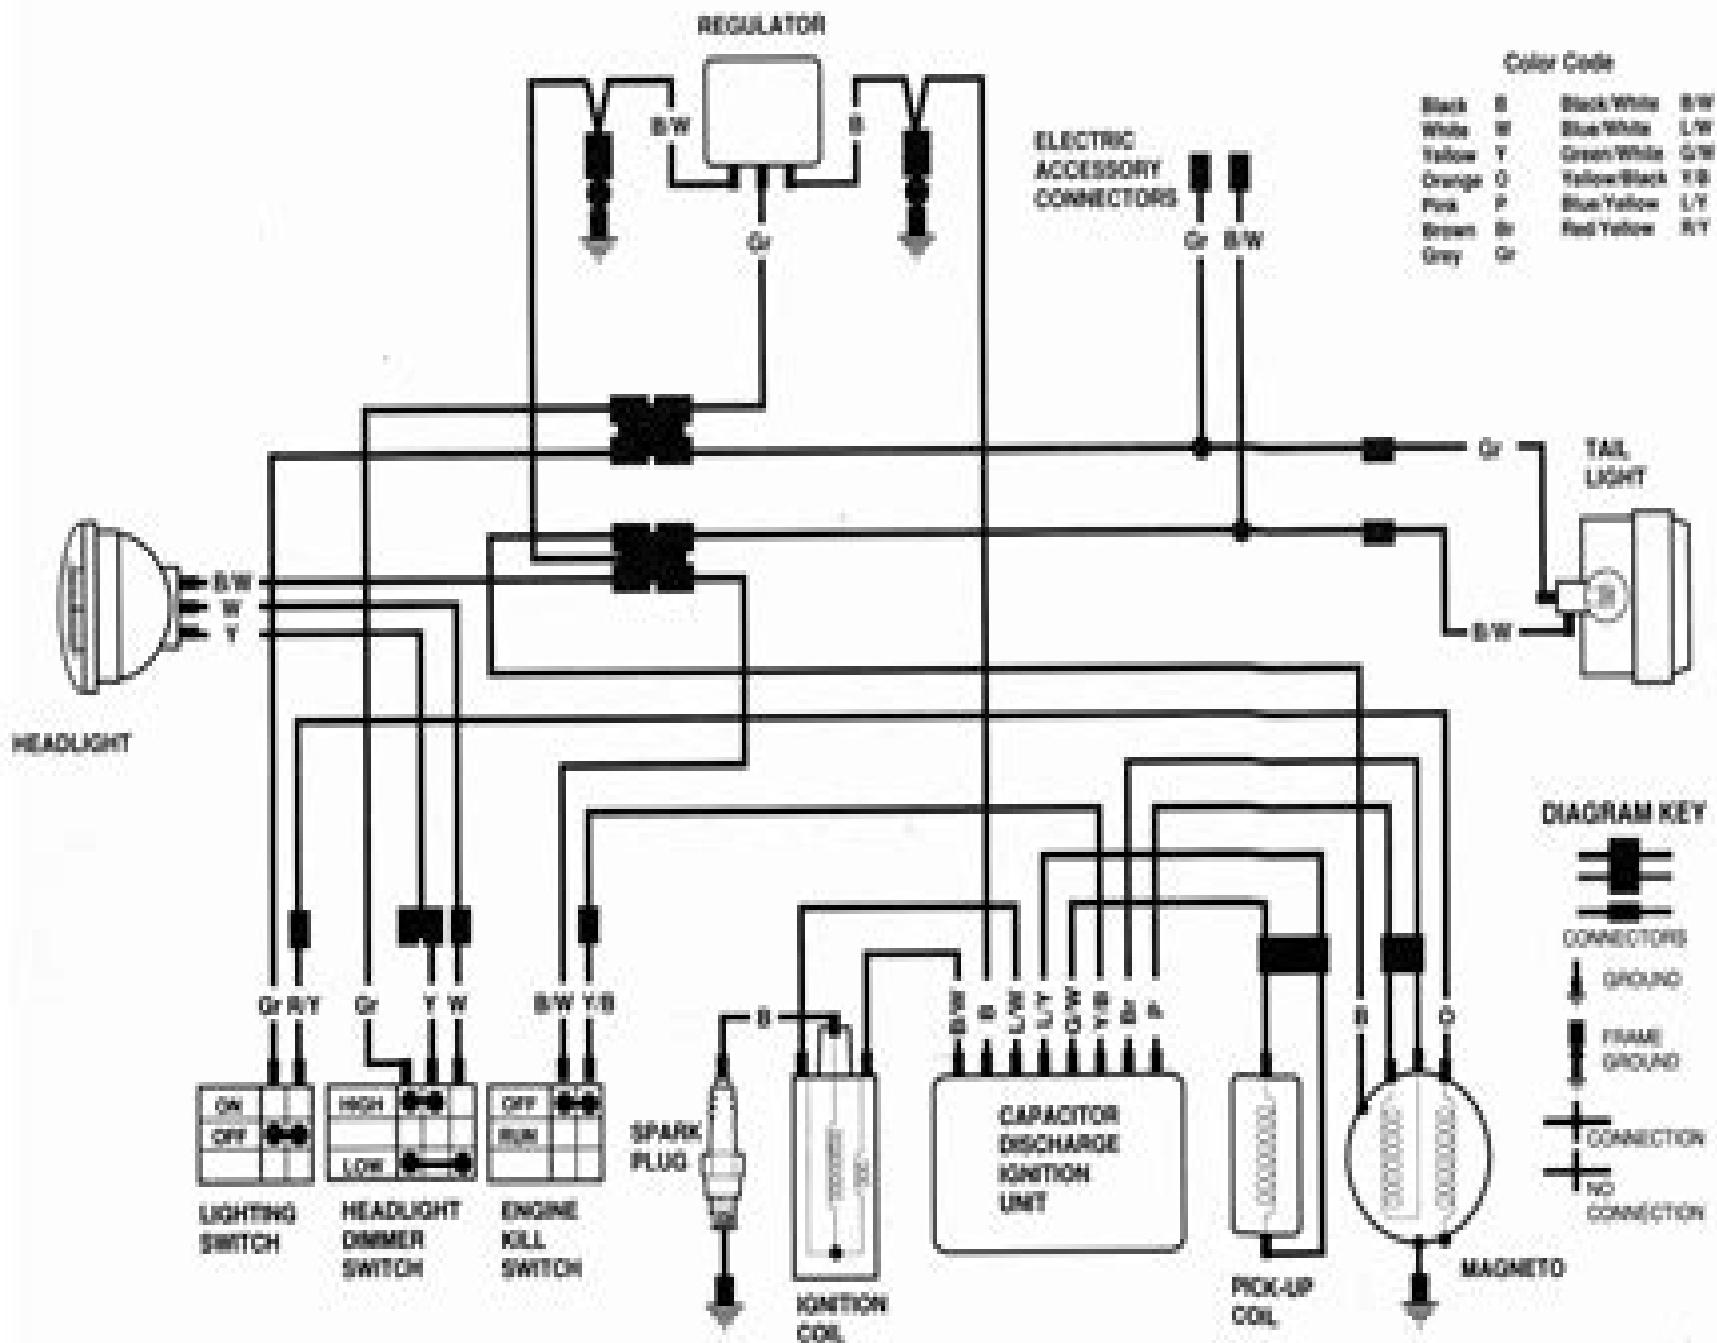 REGULATOR
Color Code
Black B Black/White B/W
White W Blue/White L/W
Yellow Y Green/White G/W
Orange O Yellow/Black Y/B
Pink P Blue/Yellow L/Y
Brown Br Red/Yellow R/Y
Gray Gr
B/W
B
Gr
ELECTRIC
ACCESSORY
CONNECTORS
Gr B/W
Gr
TAIL
LIGHT
B/W
B/W
W
Y
HEADLIGHT
DIAGRAM KEY
CONNECTORS
GROUND
FRAME
GROUND
CONNECTION
NO
CONNECTION
Gr R/Y Gr Y W B/W Y/B
B
B/W B L/W L/Y G/W Y/B Br P
B O
ON
OFF
LIGHTING
SWITCH
HIGH
LOW
HEADLIGHT
DIMMER
SWITCH
OFF
RUN
ENGINE
KILL
SWITCH
SPARK
PLUG
IGNITION
COIL
CAPACITOR
DISCHARGE
IGNITION
UNIT
PICK-UP
COIL
MAGNETO